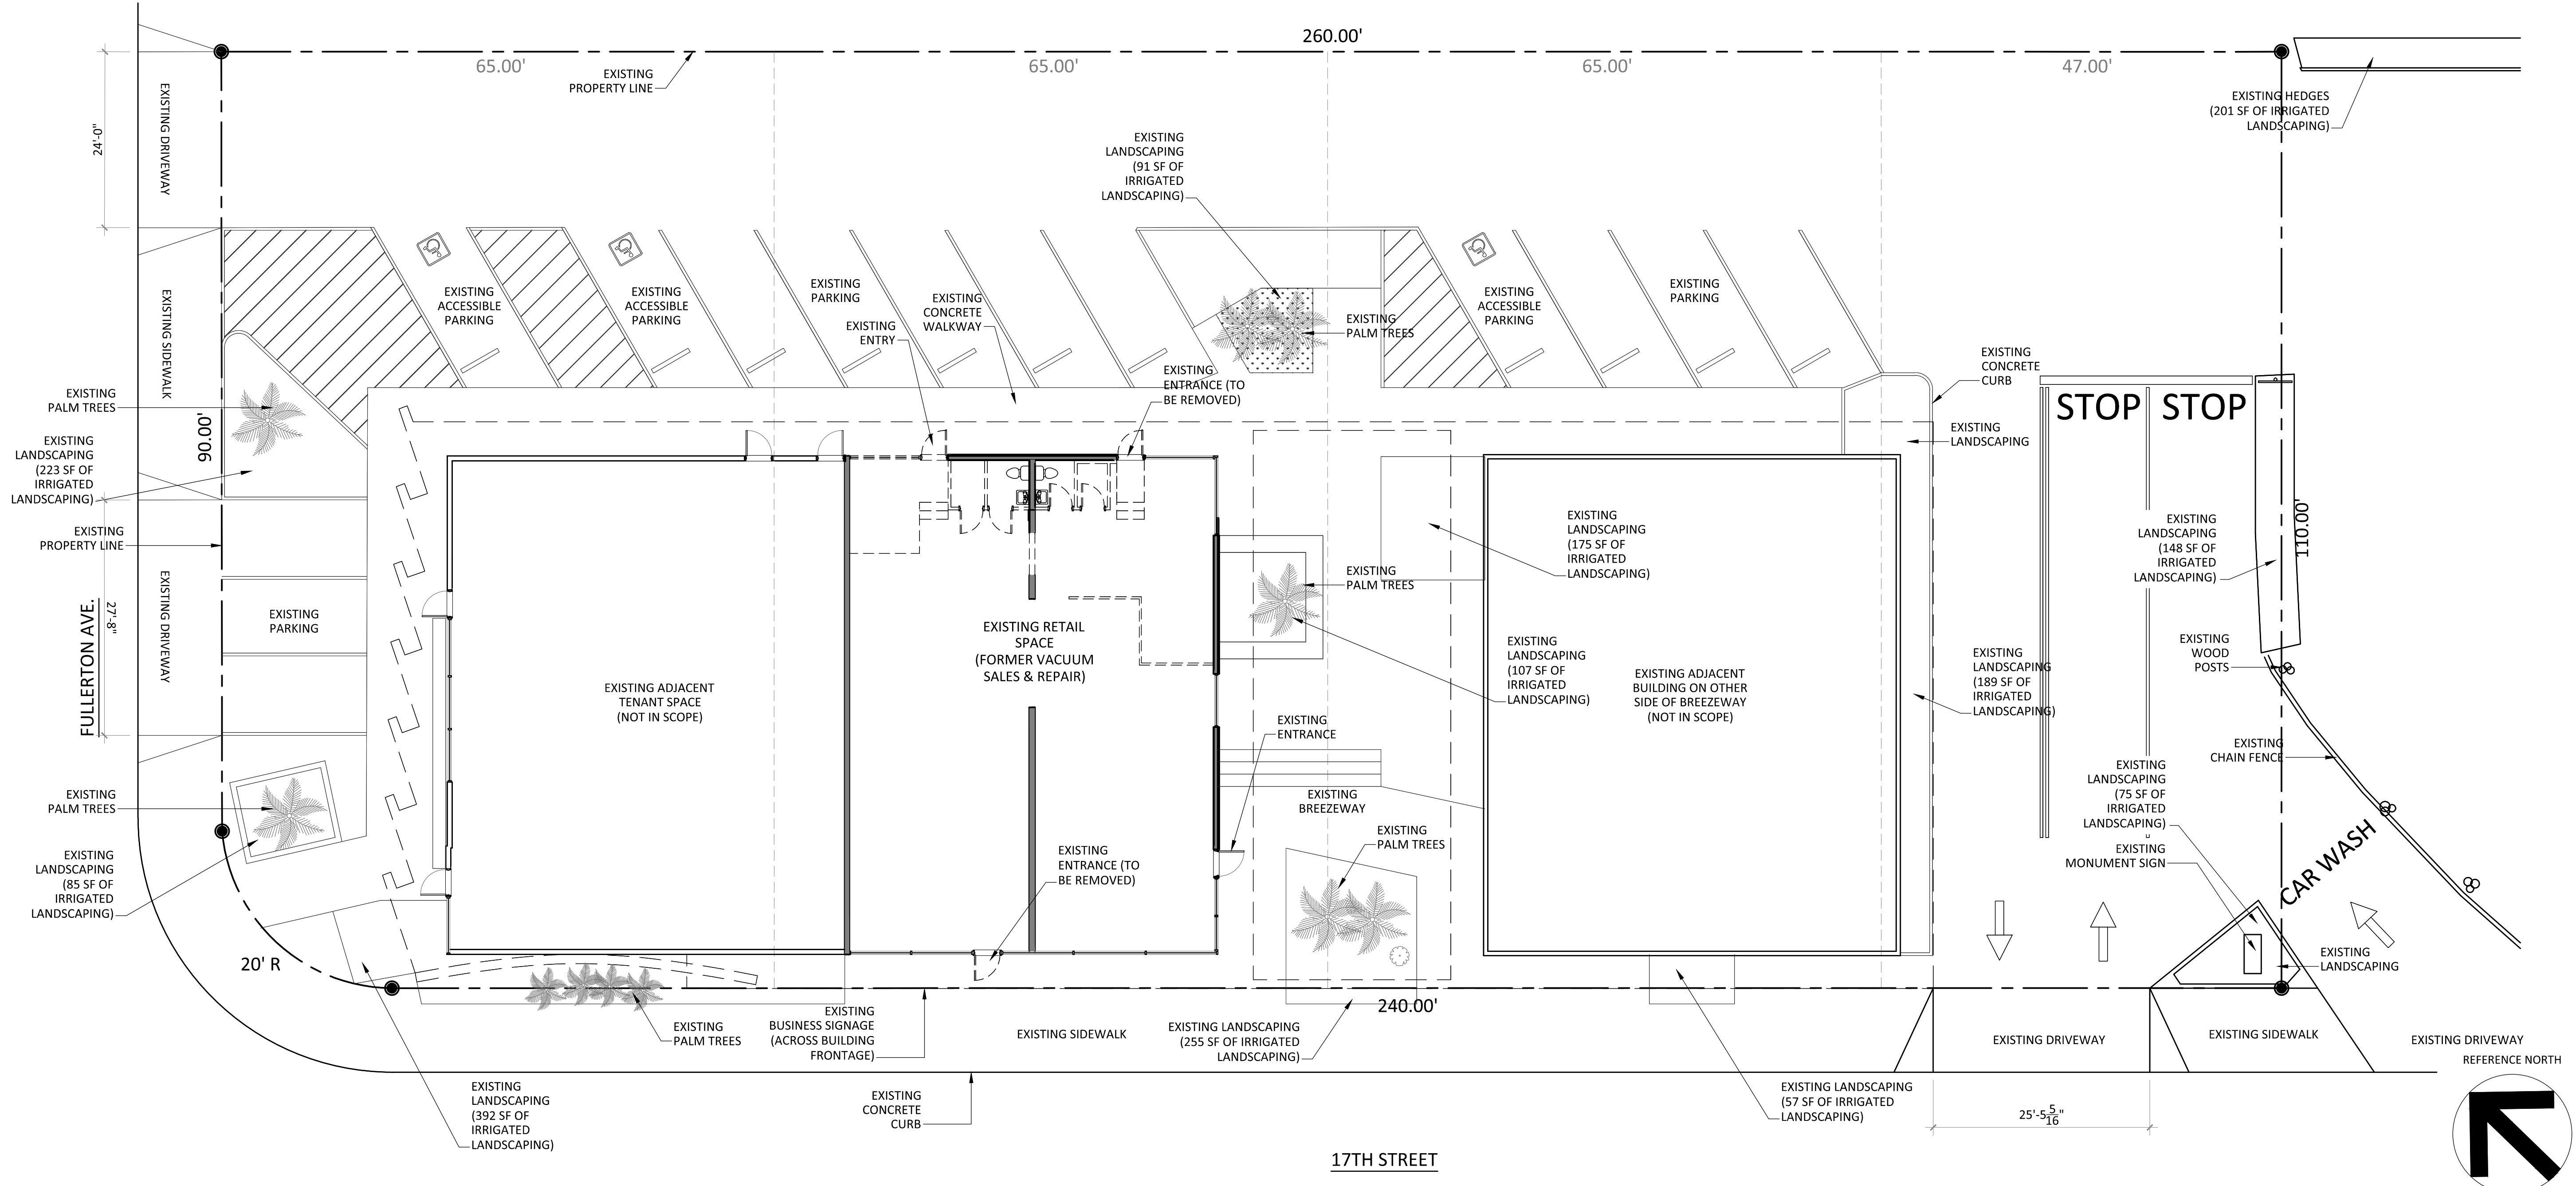 260.00'
65.00'
65.00'
65.00'
47.00'
EXISTING
PROPERTY LINE
EXISTING HEDGES
(201 SF OF IRRIGATED
LANDSCAPING)
24'-0"
EXISTING DRIVEWAY
EXISTING
LANDSCAPING
(91 SF OF
IRRIGATED
LANDSCAPING)
EXISTING SIDEWALK
EXISTING
ACCESSIBLE
PARKING
EXISTING
ACCESSIBLE
PARKING
EXISTING
PARKING
EXISTING
ENTRY
EXISTING
CONCRETE
WALKWAY
EXISTING
PALM TREES
EXISTING
ACCESSIBLE
PARKING
EXISTING
PARKING
EXISTING
ENTRANCE (TO
BE REMOVED)
EXISTING
CONCRETE
CURB
STOP
STOP
EXISTING
PALM TREES
90.00'
EXISTING
LANDSCAPING
(223 SF OF
IRRIGATED
LANDSCAPING)
EXISTING
LANDSCAPING
EXISTING
PROPERTY LINE
EXISTING
LANDSCAPING
(175 SF OF
IRRIGATED
LANDSCAPING)
EXISTING
LANDSCAPING
(148 SF OF
IRRIGATED
LANDSCAPING)
110.00'
EXISTING
PALM TREES
FULLERTON AVE.
27'-8"
EXISTING DRIVEWAY
EXISTING
PARKING
EXISTING RETAIL
SPACE
(FORMER VACUUM
SALES & REPAIR)
EXISTING
LANDSCAPING
(107 SF OF
IRRIGATED
LANDSCAPING)
EXISTING
WOOD
POSTS
EXISTING
LANDSCAPING
(189 SF OF
IRRIGATED
LANDSCAPING)
EXISTING ADJACENT
TENANT SPACE
(NOT IN SCOPE)
EXISTING ADJACENT
BUILDING ON OTHER
SIDE OF BREEZEWAY
(NOT IN SCOPE)
EXISTING
ENTRANCE
EXISTING
CHAIN FENCE
EXISTING
PALM TREES
EXISTING
BREEZEWAY
EXISTING
LANDSCAPING
(75 SF OF
IRRIGATED
LANDSCAPING)
EXISTING
PALM TREES
EXISTING
MONUMENT SIGN
CAR WASH
EXISTING
LANDSCAPING
(85 SF OF
IRRIGATED
LANDSCAPING)
EXISTING
ENTRANCE (TO
BE REMOVED)
20' R
EXISTING
LANDSCAPING
240.00'
EXISTING
PALM TREES
EXISTING
BUSINESS SIGNAGE
(ACROSS BUILDING
FRONTAGE)
EXISTING SIDEWALK
EXISTING LANDSCAPING
(255 SF OF IRRIGATED
LANDSCAPING)
EXISTING DRIVEWAY
EXISTING SIDEWALK
EXISTING DRIVEWAY
REFERENCE NORTH
EXISTING
LANDSCAPING
(392 SF OF
IRRIGATED
LANDSCAPING)
EXISTING
CONCRETE
CURB
EXISTING LANDSCAPING
(57 SF OF IRRIGATED
LANDSCAPING)
25'-5 5/16"
17TH STREET